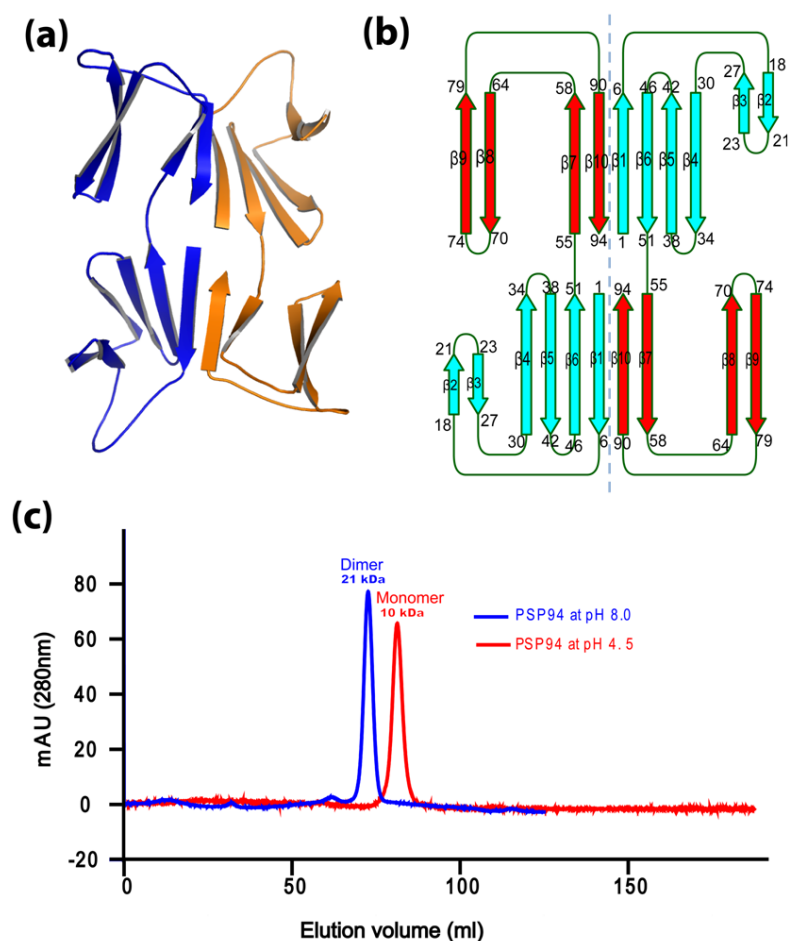 (a)
(b)
79 64 58 90 6 46 42 30 27 18
β9 β8 β7 β10 β1 β6 β5 β4 β3 β2
23 21
74 70 55 94 1 51 38 34
34 38 51 1 94 55 70 74
21 23
β2 β3 β4 β5 β6 β1 β10 β7 β8 β9
18 27
30 42 46 6 90 58 64 79
(c)
Dimer
21 kDa
Monomer
10 kDa
PSP94 at pH 8.0
PSP94 at pH 4.5
mAU (280nm)
80
60
40
20
0
-20
0 50 100 150
Elution volume (ml)